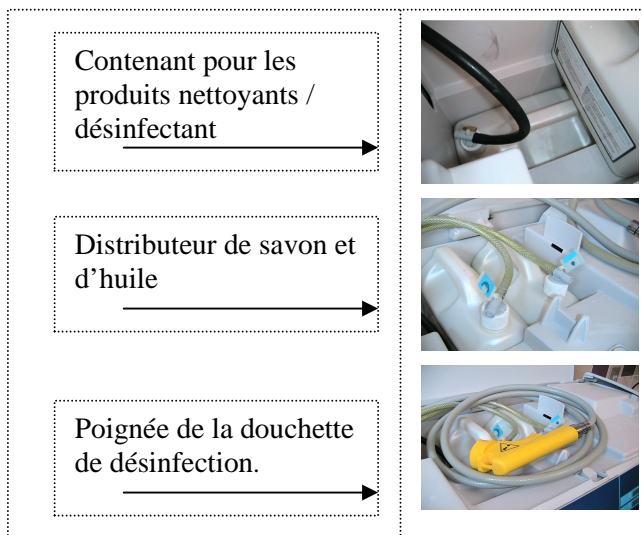 Contenant pour les
produits nettoyants /
désinfectant
Distributeur de savon et
d’huile
Poignée de la douchette
de désinfection.